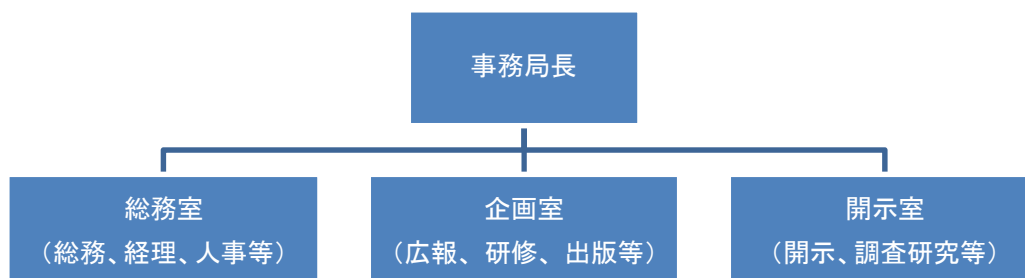 事務局長
総務室
（総務、経理、人事等）
企画室
（広報、研修、出版等）
開示室
（開示、調査研究等）